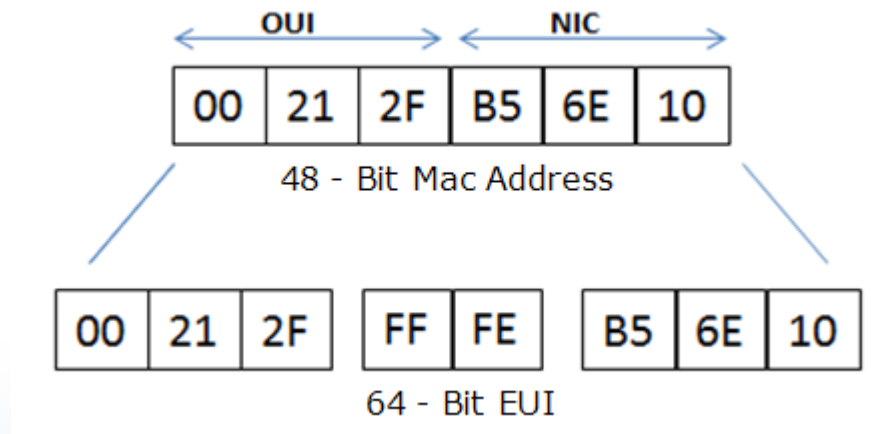 OUI NIC
00 21 2F B5 6E 10
48 - Bit Mac Address
00 21 2F FF FE B5 6E 10
64 - Bit EUI